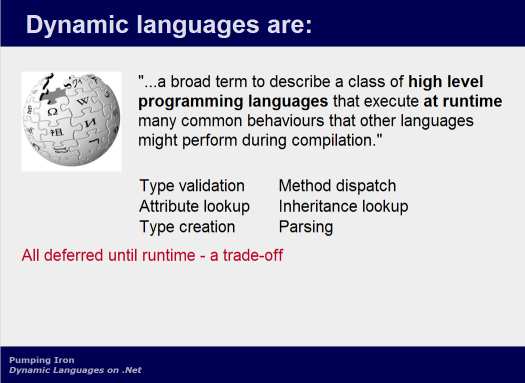 Dynamic languages are:
"...a broad term to describe a class of high level
programming languages that execute at runtime
many common behaviours that other languages
might perform during compilation."
Type validation Method dispatch
Attribute lookup Inheritance lookup
Type creation Parsing
All deferred until runtime - a trade-off
Pumping Iron
Dynamic Languages on .Net